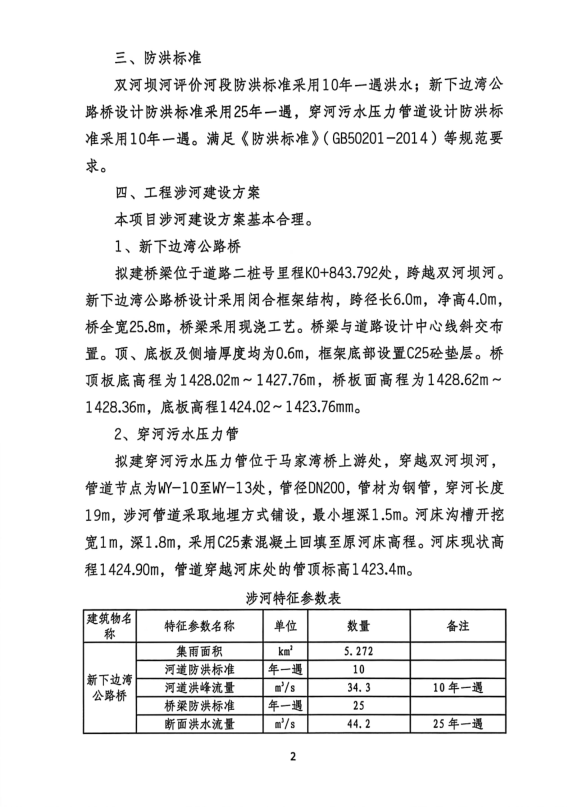 三、防洪标准
双河坝河评价河段防洪标准采用10年一遇洪水；新下边湾公
路桥设计防洪标准采用25年一遇，穿河污水压力管道设计防洪标
准采用10年一遇。满足《防洪标准》（GB50201-2014）等规范要
求。
四、工程涉河建设方案
本项目涉河建设方案基本合理。
1、新下边湾公路桥
拟建桥梁位于道路二桩号里程K0+843.792处，跨越双河坝河。
新下边湾公路桥设计采用闭合框架结构，跨径长6.0m，净高4.0m，
桥全宽25.8m，桥梁采用现浇工艺。桥梁与道路设计中心线斜交布
置。顶、底板及侧墙厚度均为0.6m，框架底部设置C25砼垫层。桥
顶板底高程为1428.02m～1427.76m，桥板面高程为1428.62m～
1428.36m，底板高程1424.02～1423.76mm。
2、穿河污水压力管
拟建穿河污水压力管位于马家湾桥上游处，穿越双河坝河，
管道节点为WY-10至WY-13处，管径DN200，管材为钢管，穿河长度
19m，涉河管道采取地埋方式铺设，最小埋深1.5m。河床沟槽开挖
宽1m，深1.8m，采用C25素混凝土回填至原河床高程。河床现状高
程1424.90m，管道穿越河床处的管顶标高1423.4m。
涉河特征参数表
建筑物名称 特征参数名称 单位 数量 备注
新下边湾公路桥 集雨面积 km² 5.272
河道防洪标准 年一遇 10
河道洪峰流量 m³/s 34.3 10年一遇
桥梁防洪标准 年一遇 25
断面洪水流量 m³/s 44.2 25年一遇
2